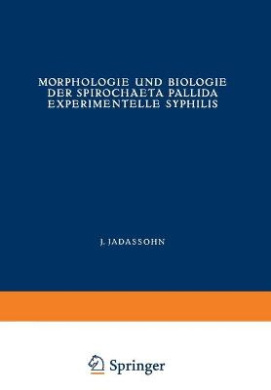 MORPHOLOGIE UND BIOLOGIE
DER SPIROCHAETA PALLIDA
EXPERIMENTELLE SYPHILIS
J. JADASSOHN
Springer